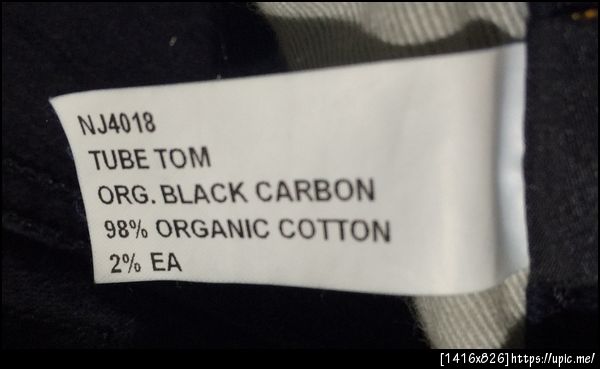 NJ4018
TUBE TOM
ORG. BLACK CARBON
98% ORGANIC COTTON
2% EA
[1416x826]https://upic.me/